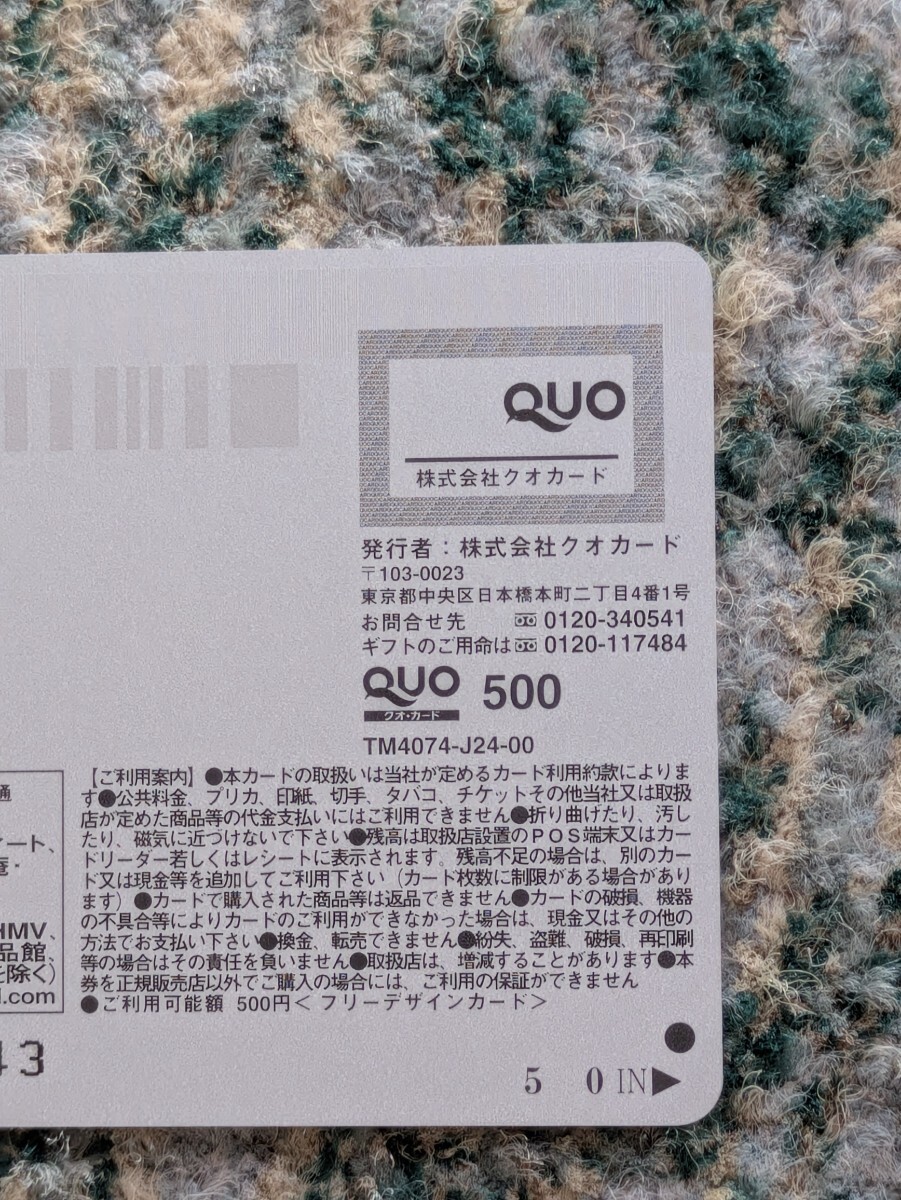 QUO
株式会社クオカード
発行者：株式会社クオカード
〒103-0023
東京都中央区日本橋本町二丁目4番1号
お問合せ先 0120-340541
ギフトのご用命は 0120-117484
QUO 500
クオ・カード
TM4074-J24-00
【ご利用案内】●本カードの取扱いは当社が定めるカード利用約款によりま
す●公共料金、プリカ、印紙、切手、タバコ、チケットその他当社又は取扱
店が定めた商品等の代金支払いにはご利用できません●折り曲げたり、汚し
たり、磁気に近づけないで下さい●残高は取扱店設置のPOS端末又はカー
ドリーダー若しくはレシートに表示されます。残高不足の場合は、別のカー
ド又は現金等を追加してご利用下さい（カード枚数に制限がある場合があり
ます）●カードで購入された商品等は返品できません●カードの破損、機器
の不具合等によりカードのご利用ができなかった場合は、現金又はその他の
方法でお支払い下さい●換金、転売できません●紛失、盗難、破損、再印刷
等の場合はその責任を負いません●取扱店は、増減することがあります●本
券を正規販売店以外でご購入の場合には、ご利用の保証ができません
●ご利用可能額 500円＜フリーデザインカード＞
通
ィート、
HMV、
品館、
を除く）
.com
43
5 0 IN▶